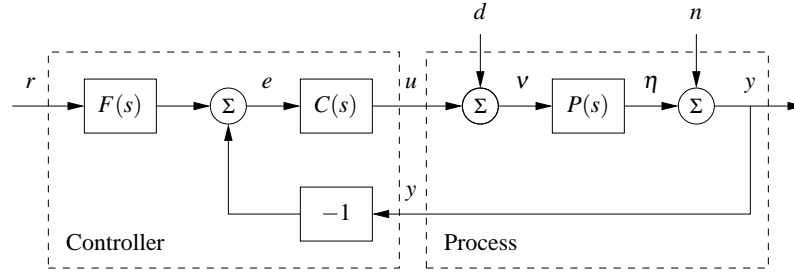 d
n
r
F(s)
Σ
e
C(s)
u
Σ
ν
P(s)
η
Σ
y
−1
y
Controller
Process